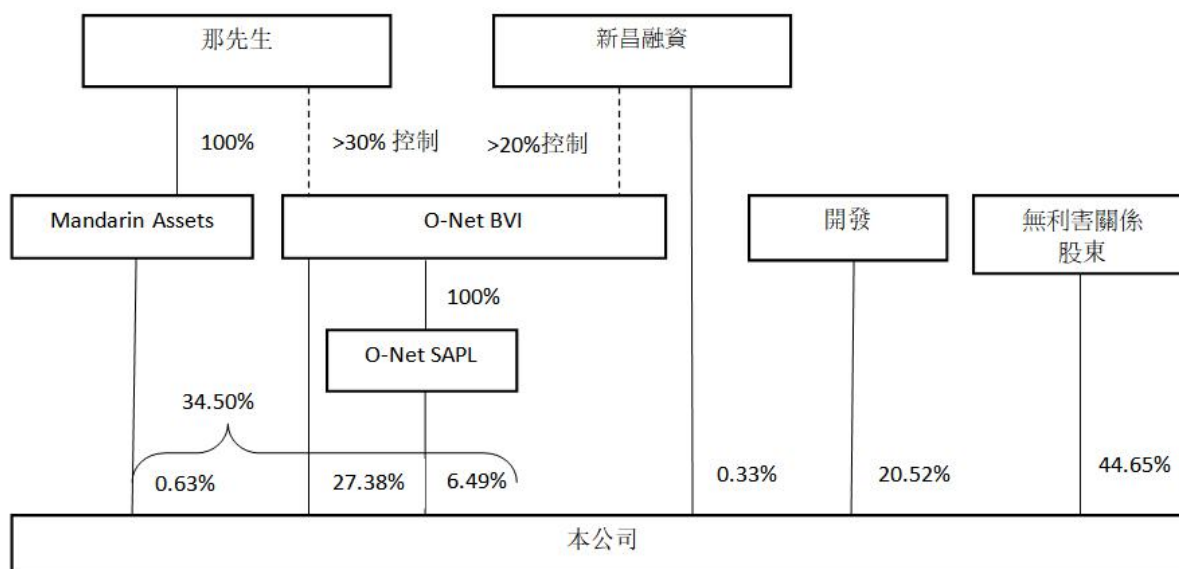 那先生
新昌融資
100%
>30% 控制
>20%控制
Mandarin Assets
O-Net BVI
開發
無利害關係
股東
100%
O-Net SAPL
34.50%
0.63%
27.38%
6.49%
0.33%
20.52%
44.65%
本公司